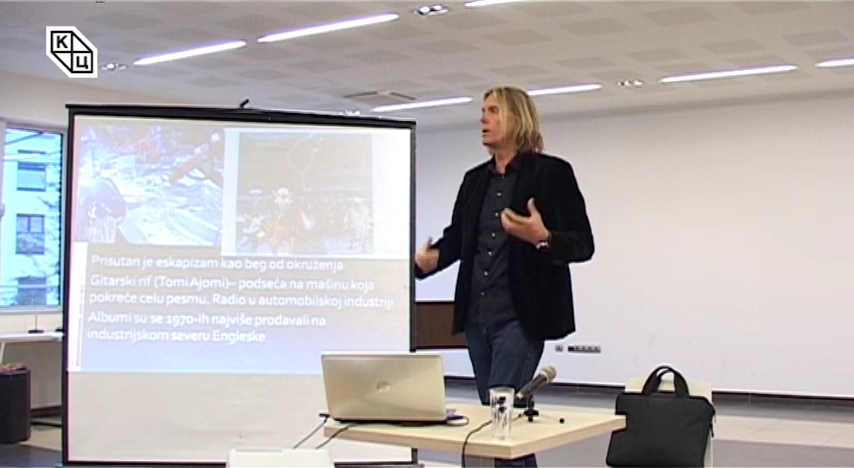 К
Ц
Prisutan je eskapizam kao beg od okruženja
Gitarski rif (Tomi Ajomi)– podseća na mašinu koja
pokreće celu pesmu. Radio u automobilskoj industriji
Albumi su se 1970-ih najviše prodavali na
industrijskom severu Engleske
hp